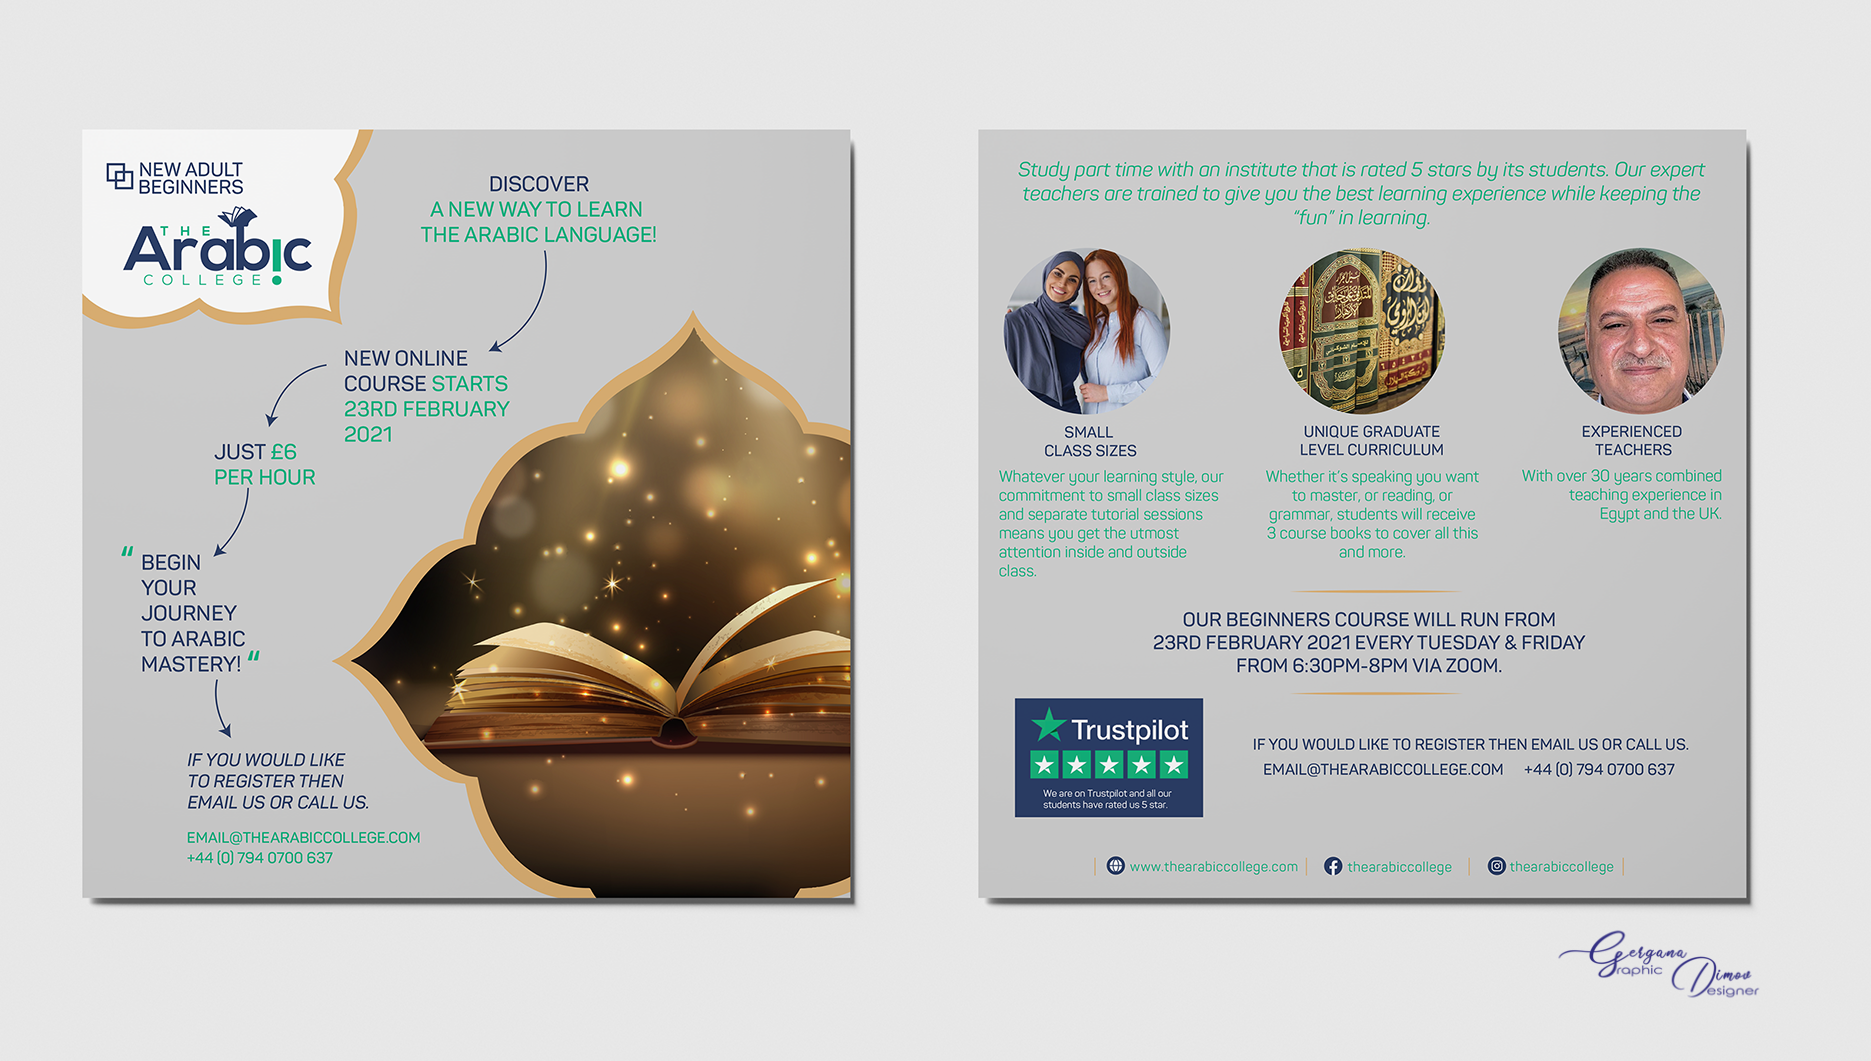 NEW ADULT
BEGINNERS
THE
Arabic
COLLEGE
DISCOVER
A NEW WAY TO LEARN
THE ARABIC LANGUAGE!
NEW ONLINE
COURSE STARTS
23RD FEBRUARY
2021
JUST £6
PER HOUR
“ BEGIN
YOUR
JOURNEY
TO ARABIC
MASTERY! “
IF YOU WOULD LIKE
TO REGISTER THEN
EMAIL US OR CALL US.
EMAIL@THEARABICCOLLEGE.COM
+44 (0) 794 0700 637
Study part time with an institute that is rated 5 stars by its students. Our expert
teachers are trained to give you the best learning experience while keeping the
“fun” in learning.
SMALL
CLASS SIZES
Whatever your learning style, our
commitment to small class sizes
and separate tutorial sessions
means you get the utmost
attention inside and outside
class.
UNIQUE GRADUATE
LEVEL CURRICULUM
Whether it’s speaking you want
to master, or reading, or
grammar, students will receive
3 course books to cover all this
and more.
EXPERIENCED
TEACHERS
With over 30 years combined
teaching experience in
Egypt and the UK.
OUR BEGINNERS COURSE WILL RUN FROM
23RD FEBRUARY 2021 EVERY TUESDAY & FRIDAY
FROM 6:30PM-8PM VIA ZOOM.
Trustpilot
We are on Trustpilot and all our
students have rated us 5 star.
IF YOU WOULD LIKE TO REGISTER THEN EMAIL US OR CALL US.
EMAIL@THEARABICCOLLEGE.COM +44 (0) 794 0700 637
www.thearabiccollege.com thearabiccollege thearabiccollege
Gergana Dimov
Graphic Designer